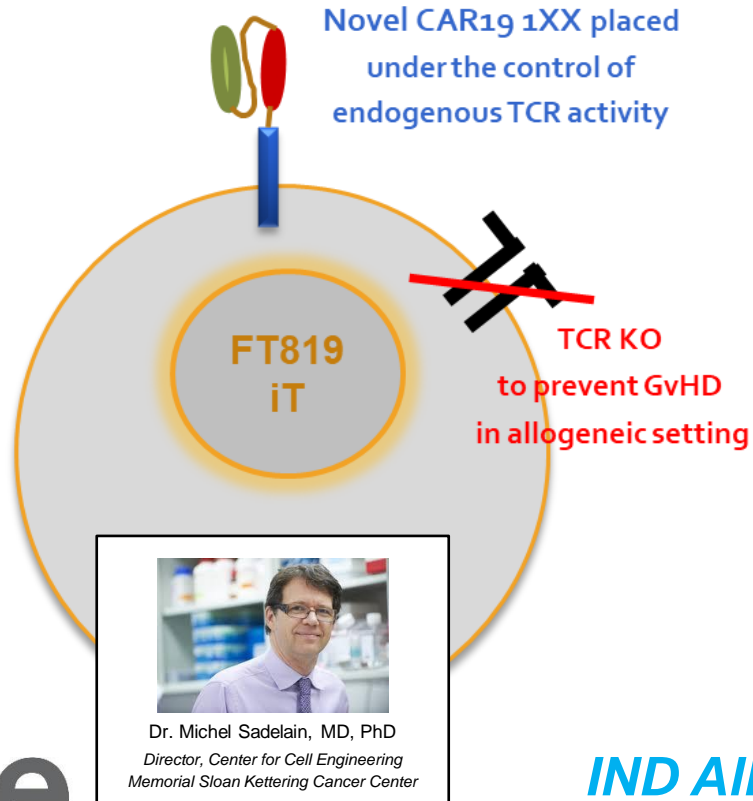 Novel CAR19 1XX placed
under the control of
endogenous TCR activity
FT819
iT
TCR KO
to prevent GvHD
in allogeneic setting
Dr. Michel Sadelain, MD, PhD
Director, Center for Cell Engineering
Memorial Sloan Kettering Cancer Center
e
IND